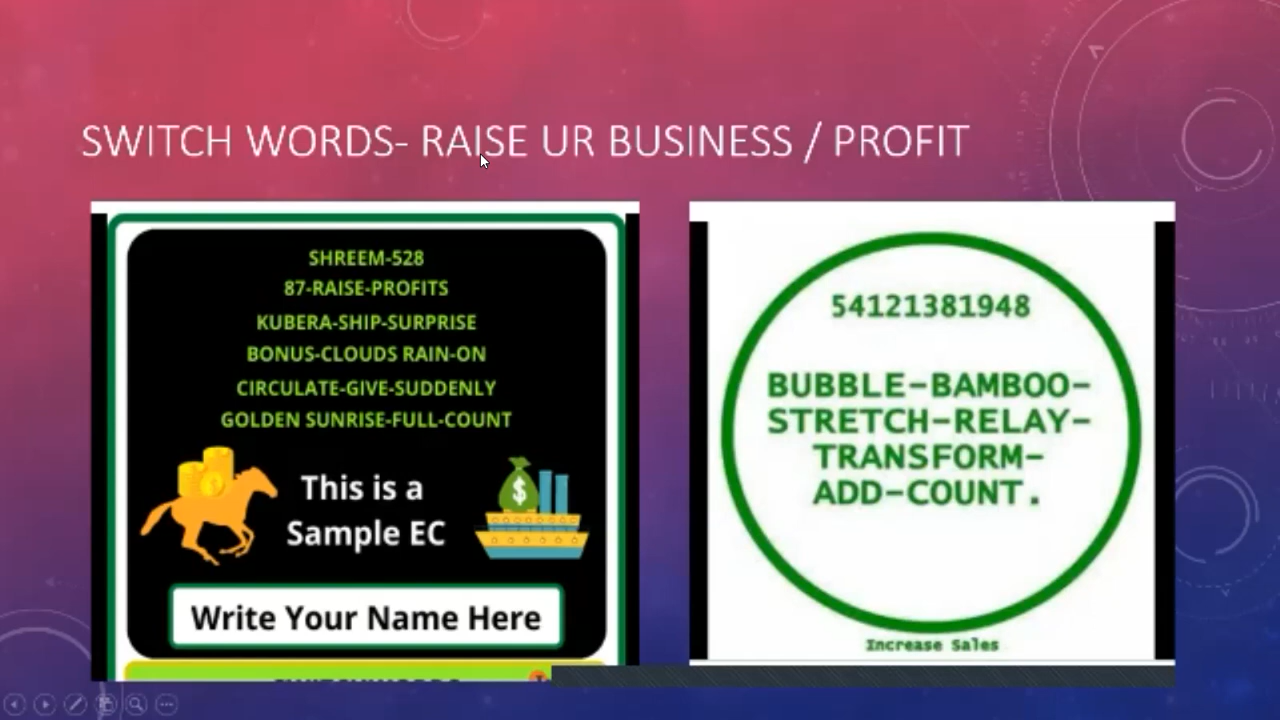 SWITCH WORDS- RAISE UR BUSINESS / PROFIT
SHREEM-528
87-RAISE-PROFITS
KUBERA-SHIP-SURPRISE
BONUS-CLOUDS RAIN-ON
CIRCULATE-GIVE-SUDDENLY
GOLDEN SUNRISE-FULL-COUNT
This is a
Sample EC
Write Your Name Here
54121381948
BUBBLE-BAMBOO-
STRETCH-RELAY-
TRANSFORM-
ADD-COUNT.
Increase Sales